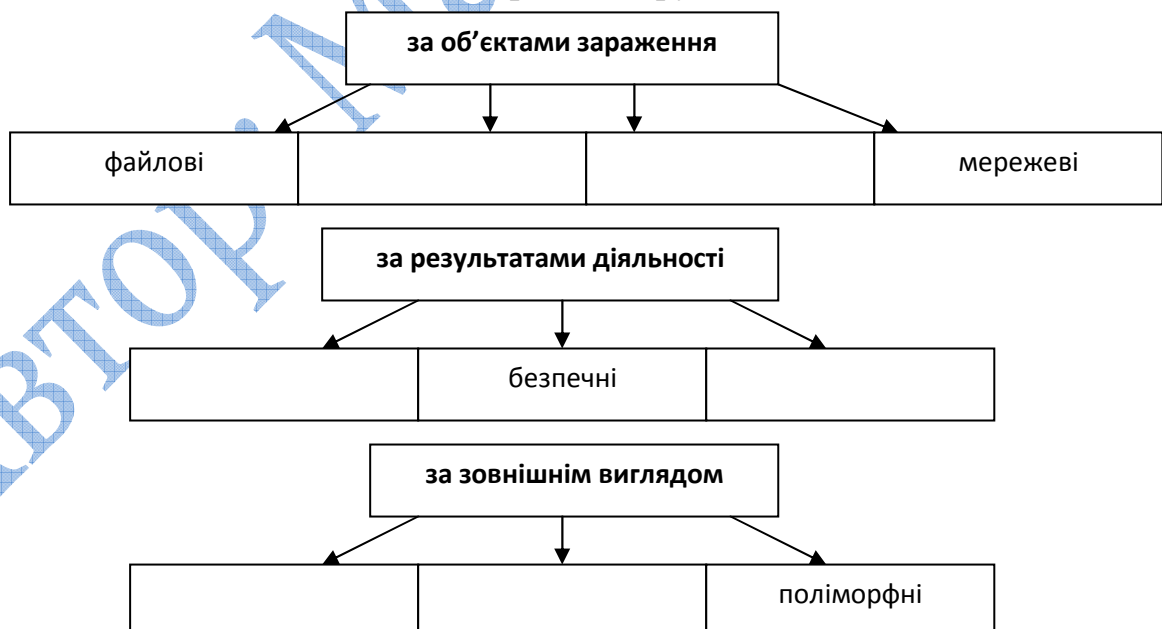 за об’єктами зараження
файлові
мережеві
за результатами діяльності
безпечні
за зовнішнім виглядом
поліморфні